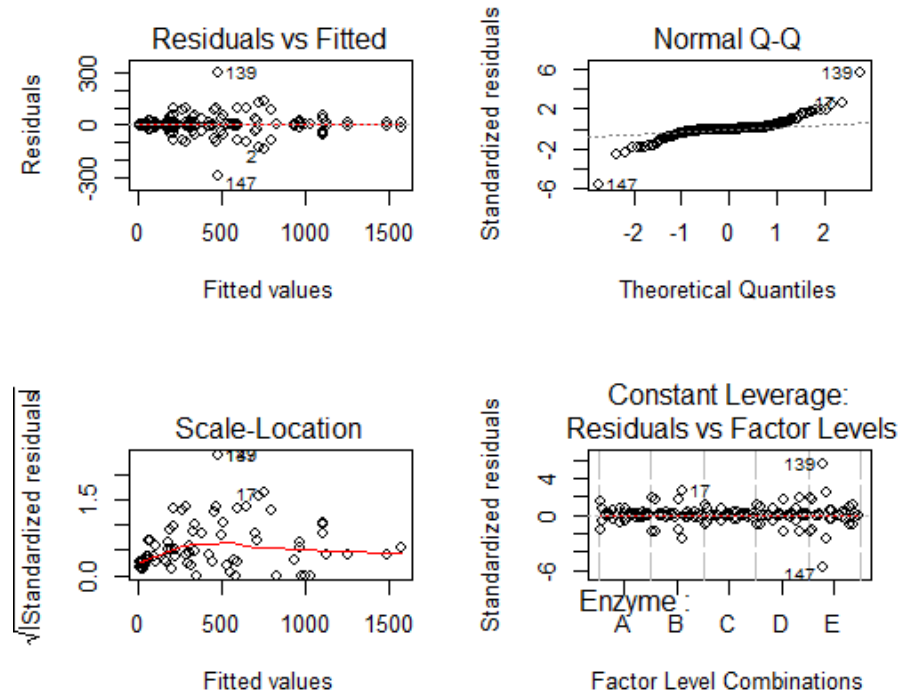 Residuals vs Fitted
Residuals
300
0
-300
139
2
147
0 500 1000 1500
Fitted values
Normal Q-Q
Standardized residuals
6
2
-2
-6
139
17
147
-2 -1 0 1 2
Theoretical Quantiles
Scale-Location
√|Standardized residuals|
1.5
0.0
17
0 500 1000 1500
Fitted values
Constant Leverage:
Residuals vs Factor Levels
Standardized residuals
4
0
-6
139
17
147
Enzyme :
A B C D E
Factor Level Combinations